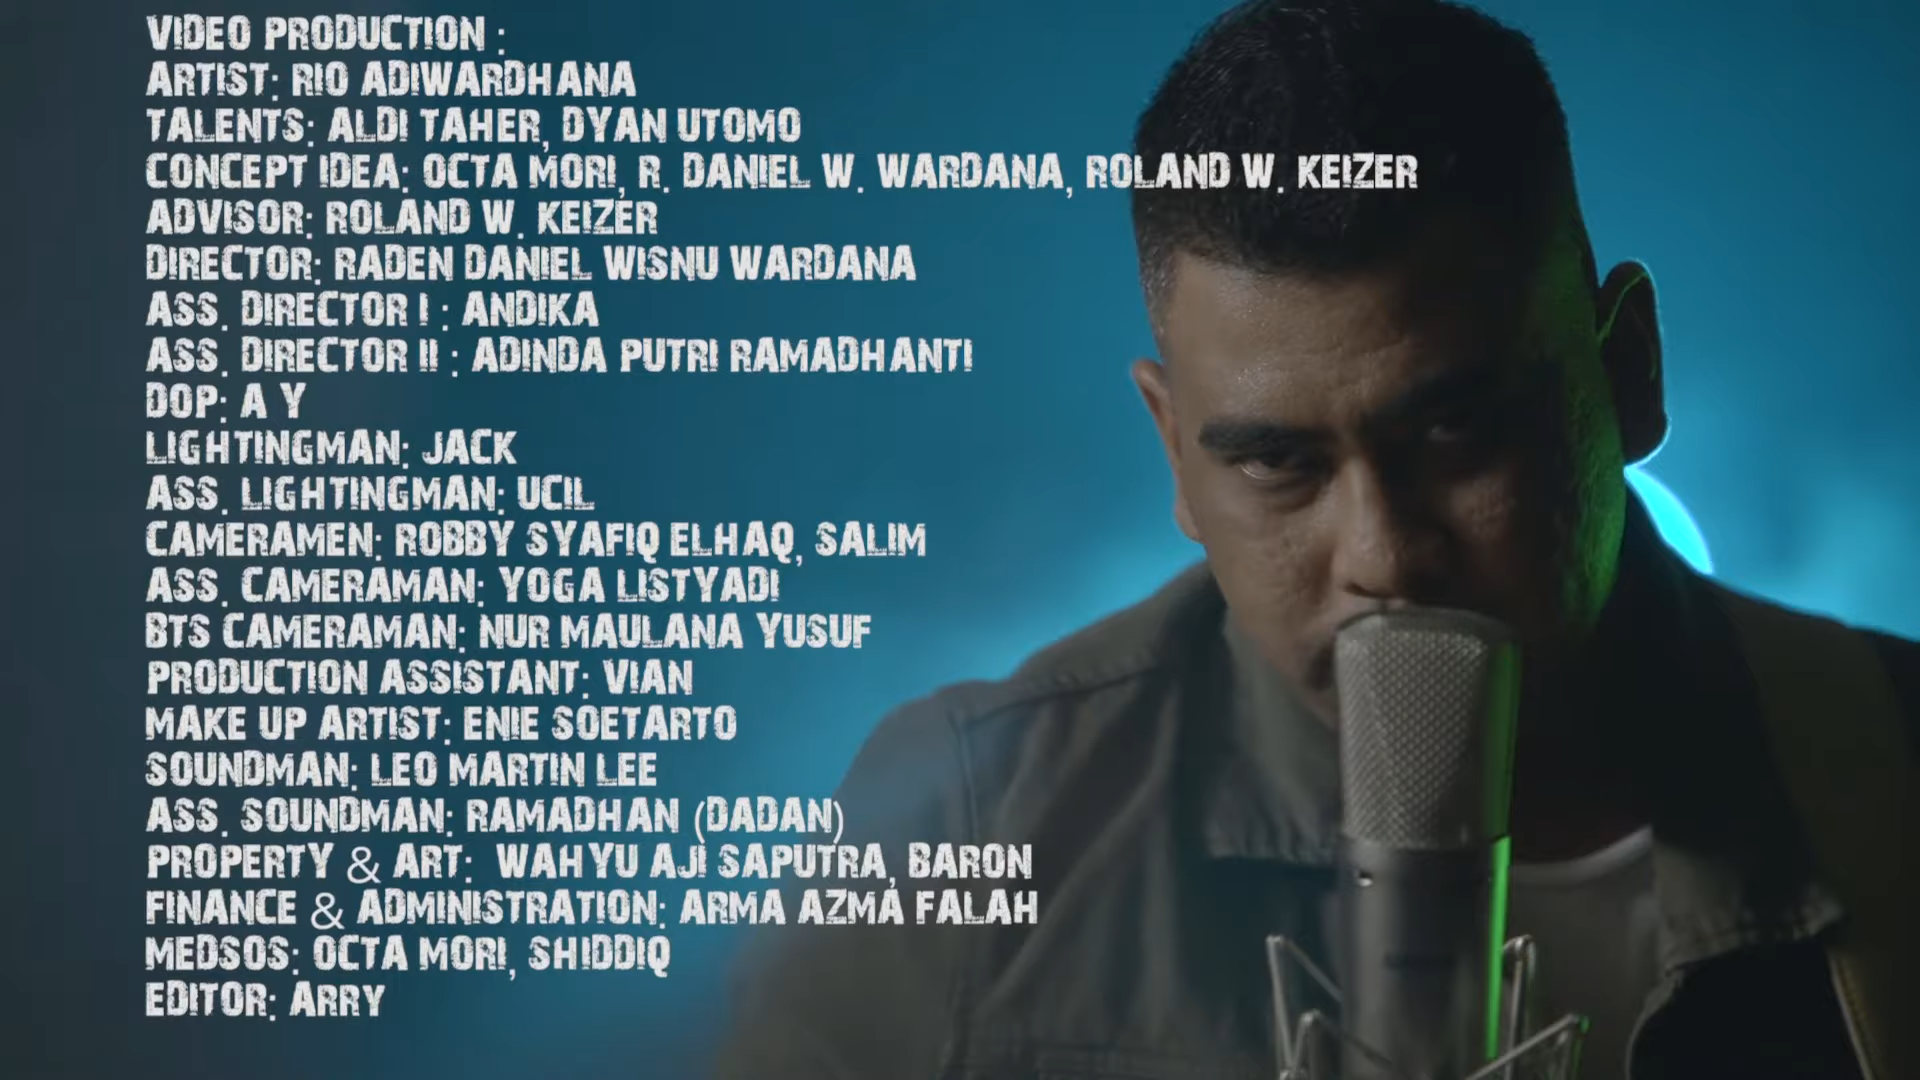 VIDEO PRODUCTION :
ARTIST: RIO ADIWARDHANA
TALENTS: ALDI TAHER, DYAN UTOMO
CONCEPT IDEA: OCTA MORI, R. DANIEL W. WARDANA, ROLAND W. KEIZER
ADVISOR: ROLAND W. KEIZER
DIRECTOR: RADEN DANIEL WISNU WARDANA
ASS. DIRECTOR I : ANDIKA
ASS. DIRECTOR II : ADINDA PUTRI RAMADHANTI
DOP: A Y
LIGHTINGMAN: JACK
ASS. LIGHTINGMAN: UCIL
CAMERAMEN: ROBBY SYAFIQ ELHAQ, SALIM
ASS. CAMERAMAN: YOGA LISTYADI
BTS CAMERAMAN: NUR MAULANA YUSUF
PRODUCTION ASSISTANT: VIAN
MAKE UP ARTIST: ENIE SOETARTO
SOUNDMAN: LEO MARTIN LEE
ASS. SOUNDMAN: RAMADHAN (DADAN)
PROPERTY & ART:  WAHYU AJI SAPUTRA, BARON
FINANCE & ADMINISTRATION: ARMA AZMA FALAH
MEDSOS: OCTA MORI, SHIDDIQ
EDITOR: ARRY